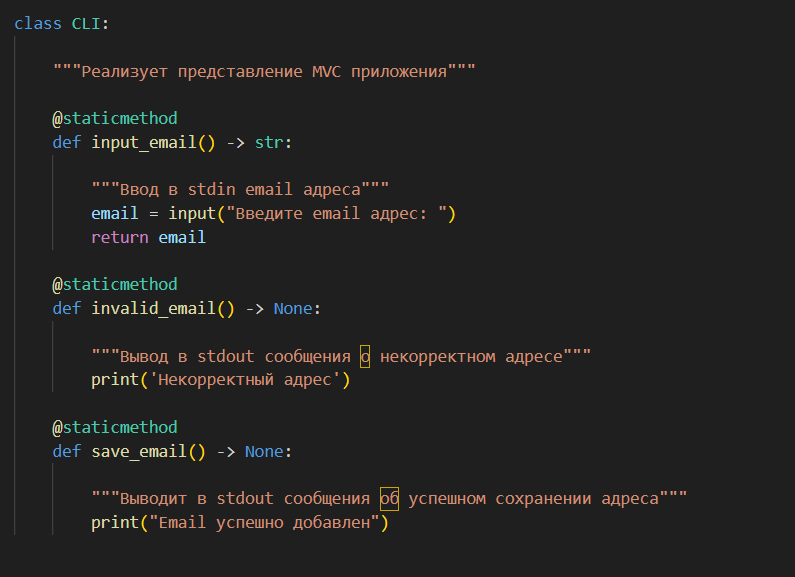 class CLI:
"""Реализует представление MVC приложения"""
@staticmethod
def input_email() -> str:
"""Ввод в stdin email адреса"""
email = input("Введите email адрес: ")
return email
@staticmethod
def invalid_email() -> None:
"""Вывод в stdout сообщения о некорректном адресе"""
print('Некорректный адрес')
@staticmethod
def save_email() -> None:
"""Выводит в stdout сообщения об успешном сохранении адреса"""
print("Email успешно добавлен")